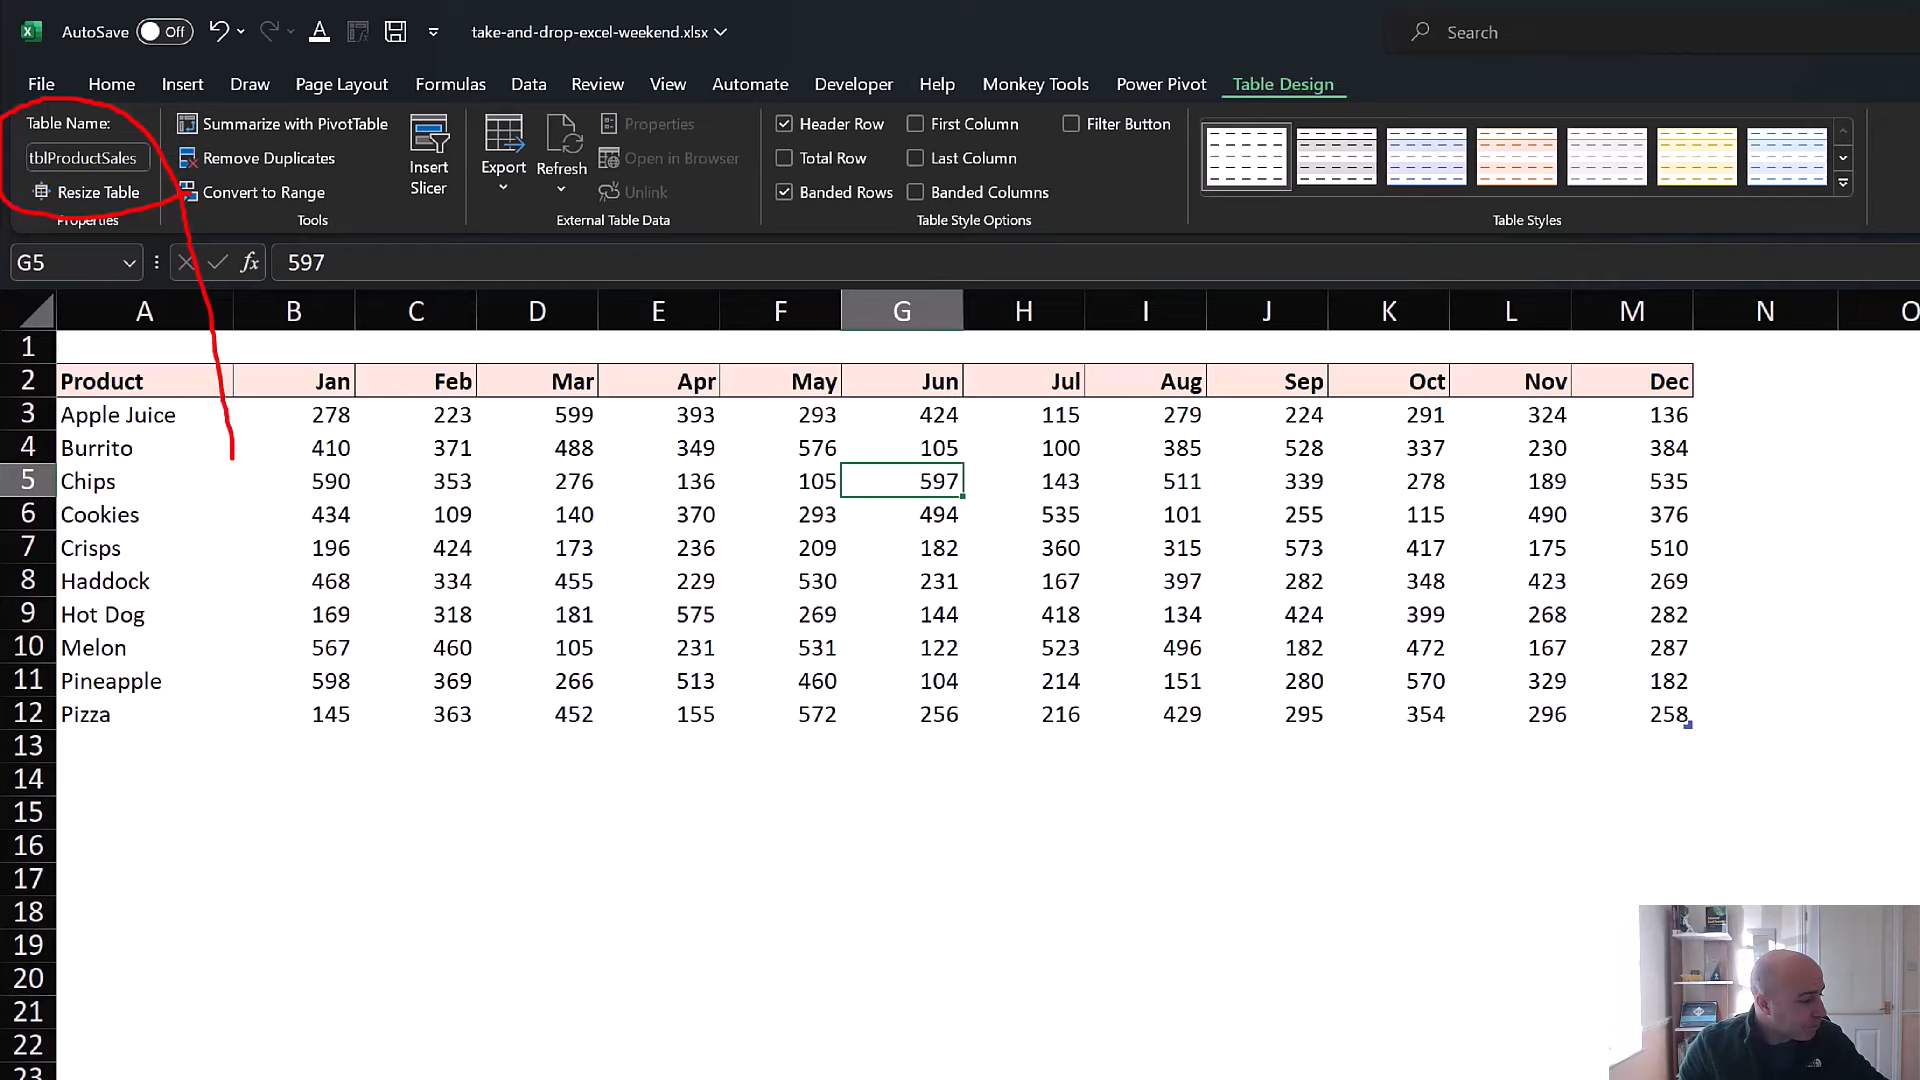 AutoSave Off take-and-drop-excel-weekend.xlsx Search
File Home Insert Draw Page Layout Formulas Data Review View Automate Developer Help Monkey Tools Power Pivot Table Design
Table Name:
tblProductSales
Resize Table
Properties
Summarize with PivotTable
Remove Duplicates
Convert to Range
Tools
Insert
Slicer
Export
Refresh
Properties
Open in Browser
Unlink
External Table Data
Header Row First Column Filter Button
Total Row Last Column
Banded Rows Banded Columns
Table Style Options
Table Styles
G5 fx 597
A B C D E F G H I J K L M N O
1
2 Product Jan Feb Mar Apr May Jun Jul Aug Sep Oct Nov Dec
3 Apple Juice 278 223 599 393 293 424 115 279 224 291 324 136
4 Burrito 410 371 488 349 576 105 100 385 528 337 230 384
5 Chips 590 353 276 136 105 597 143 511 339 278 189 535
6 Cookies 434 109 140 370 293 494 535 101 255 115 490 376
7 Crisps 196 424 173 236 209 182 360 315 573 417 175 510
8 Haddock 468 334 455 229 530 231 167 397 282 348 423 269
9 Hot Dog 169 318 181 575 269 144 418 134 424 399 268 282
10 Melon 567 460 105 231 531 122 523 496 182 472 167 287
11 Pineapple 598 369 266 513 460 104 214 151 280 570 329 182
12 Pizza 145 363 452 155 572 256 216 429 295 354 296 258
13
14
15
16
17
18
19
20
21
22
23